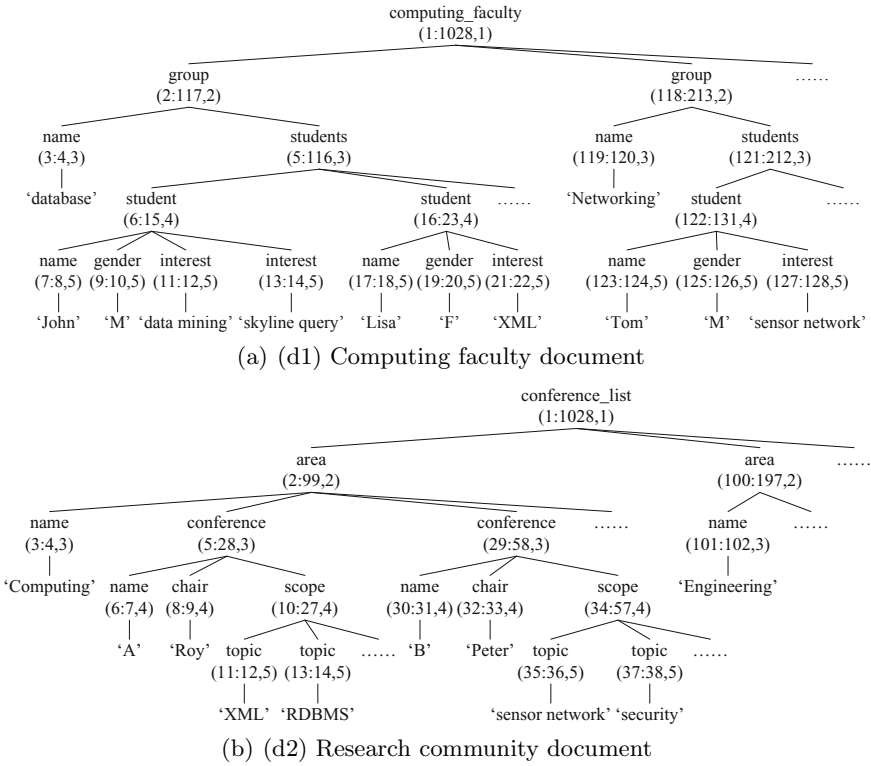 computing_faculty
(1:1028,1)
group group ......
(2:117,2) (118:213,2)
name students name students
(3:4,3) (5:116,3) (119:120,3) (121:212,3)
‘database’ student student ...... ‘Networking’ student ......
(6:15,4) (16:23,4) (122:131,4)
name gender interest interest name gender interest name gender interest
(7:8,5) (9:10,5) (11:12,5) (13:14,5) (17:18,5) (19:20,5) (21:22,5) (123:124,5) (125:126,5) (127:128,5)
‘John’ ‘M’ ‘data mining’ ‘skyline query’ ‘Lisa’ ‘F’ ‘XML’ ‘Tom’ ‘M’ ‘sensor network’
(a) (d1) Computing faculty document
conference_list
(1:1028,1)
area area ......
(2:99,2) (100:197,2)
name conference conference ...... name ......
(3:4,3) (5:28,3) (29:58,3) (101:102,3)
‘Computing’ name chair scope name chair scope ‘Engineering’
(6:7,4) (8:9,4) (10:27,4) (30:31,4) (32:33,4) (34:57,4)
‘A’ ‘Roy’ topic topic ...... ‘B’ ‘Peter’ topic topic ......
(11:12,5) (13:14,5) (35:36,5) (37:38,5)
‘XML’ ‘RDBMS’ ‘sensor network’ ‘security’
(b) (d2) Research community document